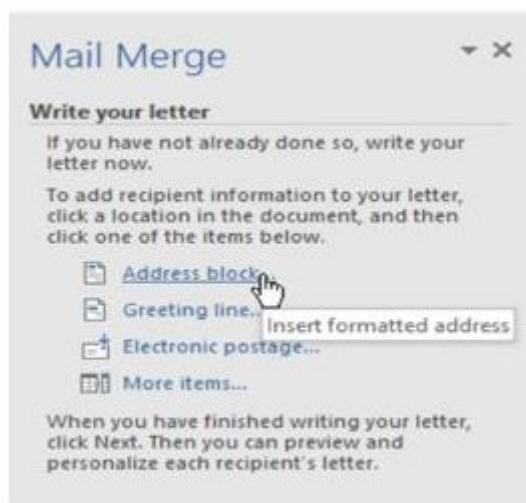 Mail Merge
Write your letter
If you have not already done so, write your
letter now.
To add recipient information to your letter,
click a location in the document, and then
click one of the items below.
Address block...
Greeting line...
Insert formatted address
Electronic postage...
More items...
When you have finished writing your letter,
click Next. Then you can preview and
personalize each recipient's letter.